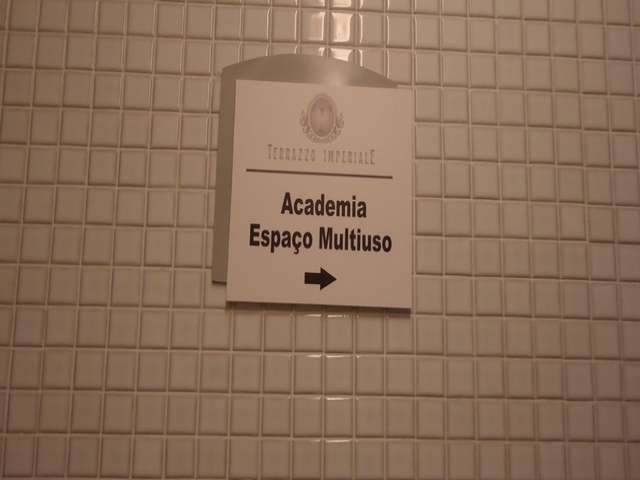 TERRAZZO IMPERIALE
Academia
Espaço Multiuso